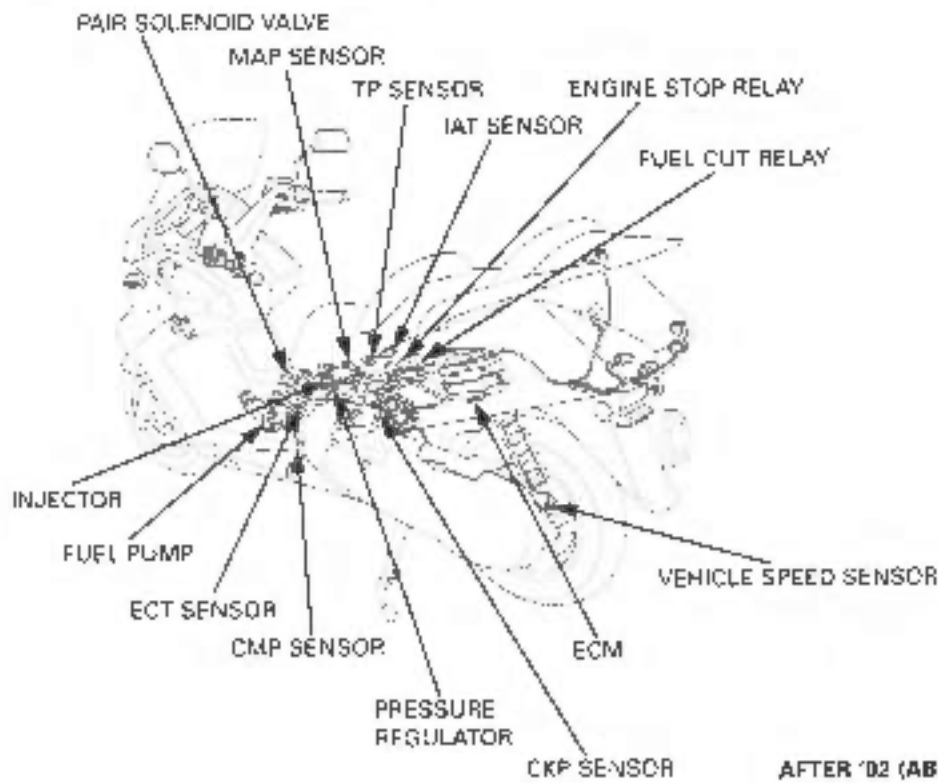 PAIR SOLENOID VALVE
MAP SENSOR
TP SENSOR
ENGINE STOP RELAY
IAT SENSOR
FUEL CUT RELAY
INJECTOR
FUEL PUMP
VEHICLE SPEED SENSOR
ECT SENSOR
CMP SENSOR
ECM
PRESSURE
REGULATOR
CKP SENSOR
AFTER '02 (AB